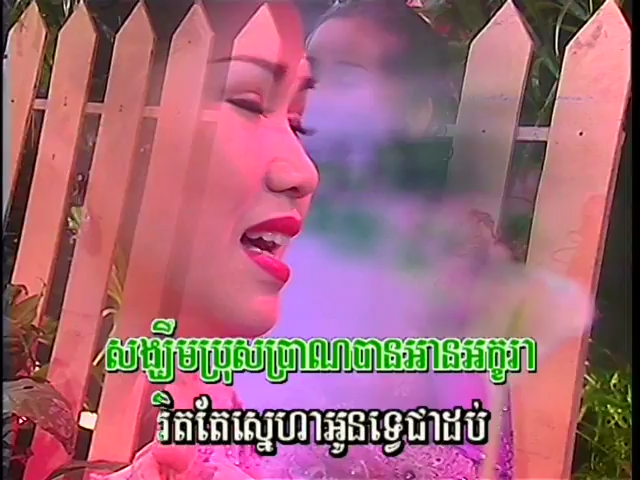 សង្ឃឹមប្រុសប្រាណបានអានអក្ខរា
រិតតែស្នេហាអូនទ្វេជាដប់